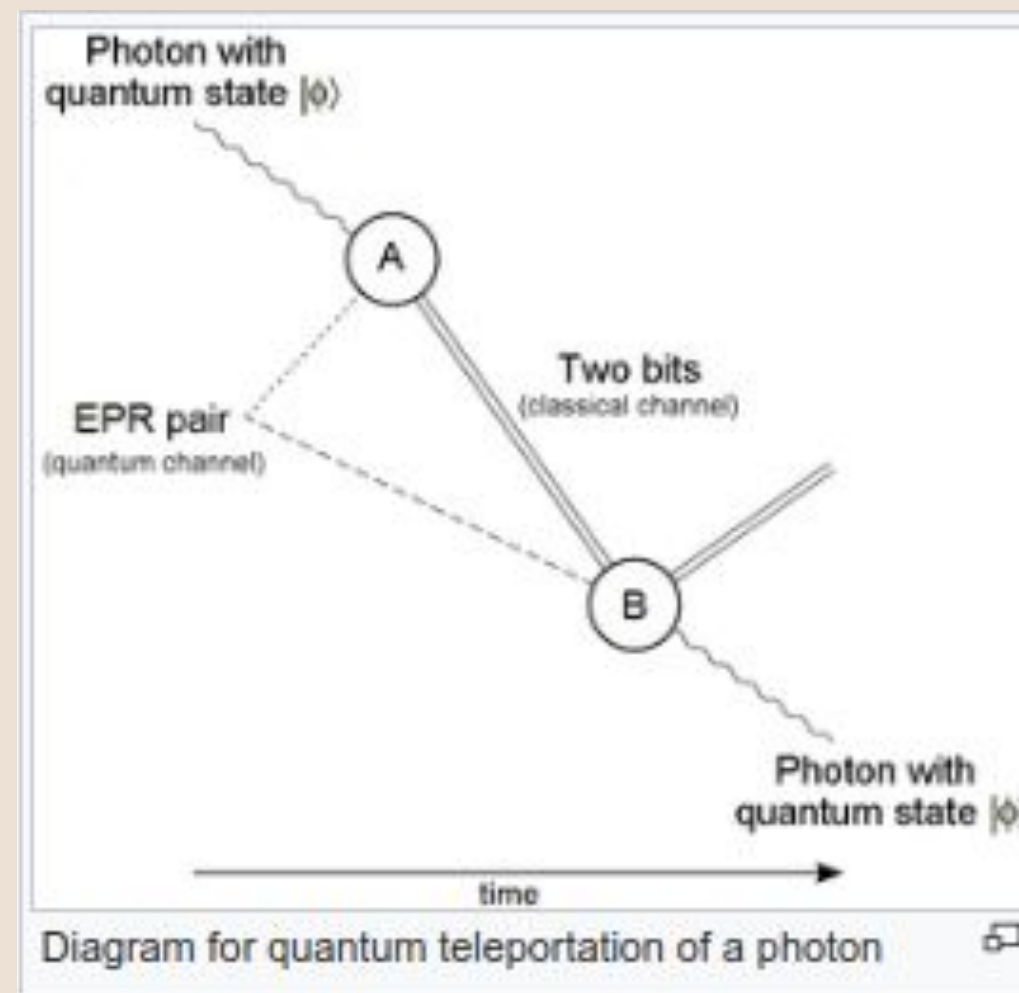 Photon with
quantum state |ϕ⟩
A
Two bits
(classical channel)
EPR pair
(quantum channel)
B
Photon with
quantum state |ϕ
time
Diagram for quantum teleportation of a photon